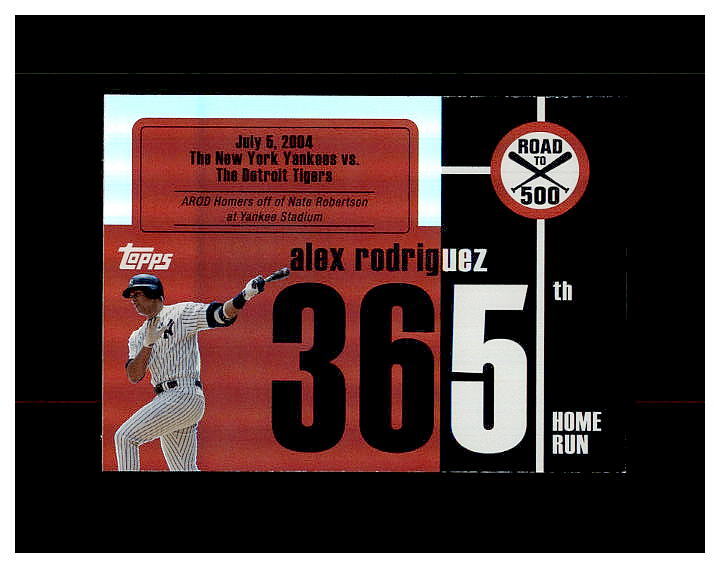 July 5, 2004
The New York Yankees vs.
The Detroit Tigers
AROD Homers off of Nate Robertson
at Yankee Stadium
ROAD
TO
500
Topps
alex rodriguez
365
th
HOME
RUN